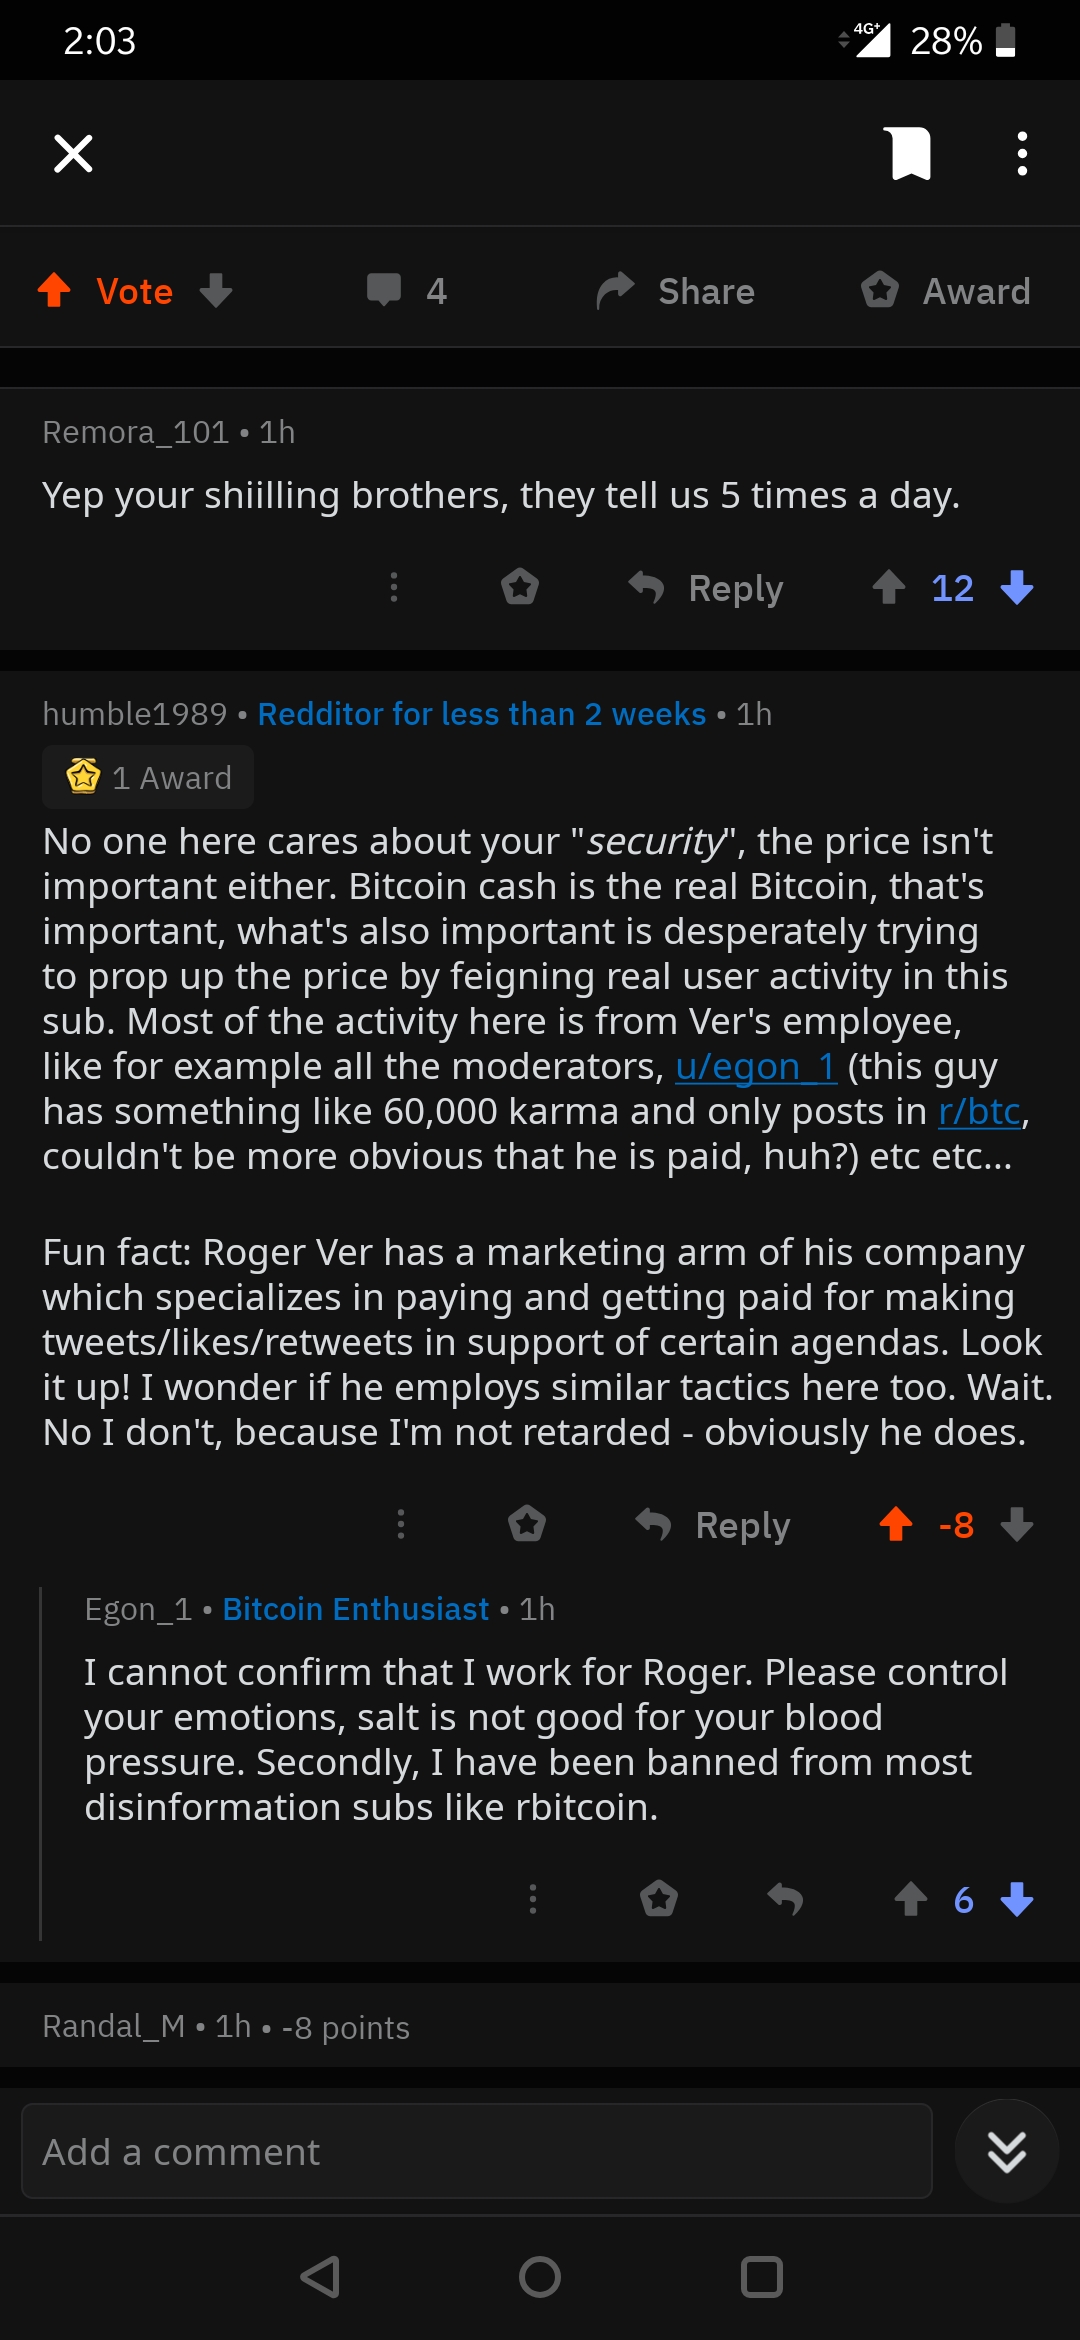 2:03
4G+ 28%
Vote 4 Share Award
Remora_101 • 1h
Yep your shiilling brothers, they tell us 5 times a day.
Reply 12
humble1989 • Redditor for less than 2 weeks • 1h
1 Award
No one here cares about your "security", the price isn't
important either. Bitcoin cash is the real Bitcoin, that's
important, what's also important is desperately trying
to prop up the price by feigning real user activity in this
sub. Most of the activity here is from Ver's employee,
like for example all the moderators, u/egon_1 (this guy
has something like 60,000 karma and only posts in r/btc,
couldn't be more obvious that he is paid, huh?) etc etc...
Fun fact: Roger Ver has a marketing arm of his company
which specializes in paying and getting paid for making
tweets/likes/retweets in support of certain agendas. Look
it up! I wonder if he employs similar tactics here too. Wait.
No I don't, because I'm not retarded - obviously he does.
Reply -8
Egon_1 • Bitcoin Enthusiast • 1h
I cannot confirm that I work for Roger. Please control
your emotions, salt is not good for your blood
pressure. Secondly, I have been banned from most
disinformation subs like rbitcoin.
6
Randal_M • 1h • -8 points
Add a comment